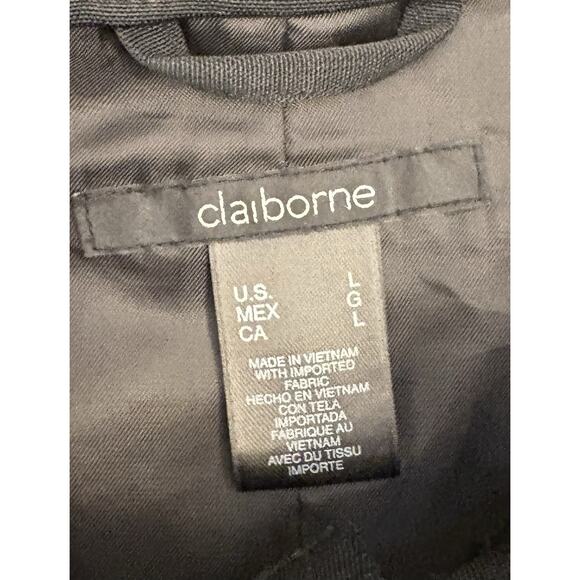 claiborne
U.S. L
MEX G
CA L
MADE IN VIETNAM
WITH IMPORTED
FABRIC
HECHO EN VIETNAM
CON TELA
IMPORTADA
FABRIQUE AU
VIETNAM
AVEC DU TISSU
IMPORTE